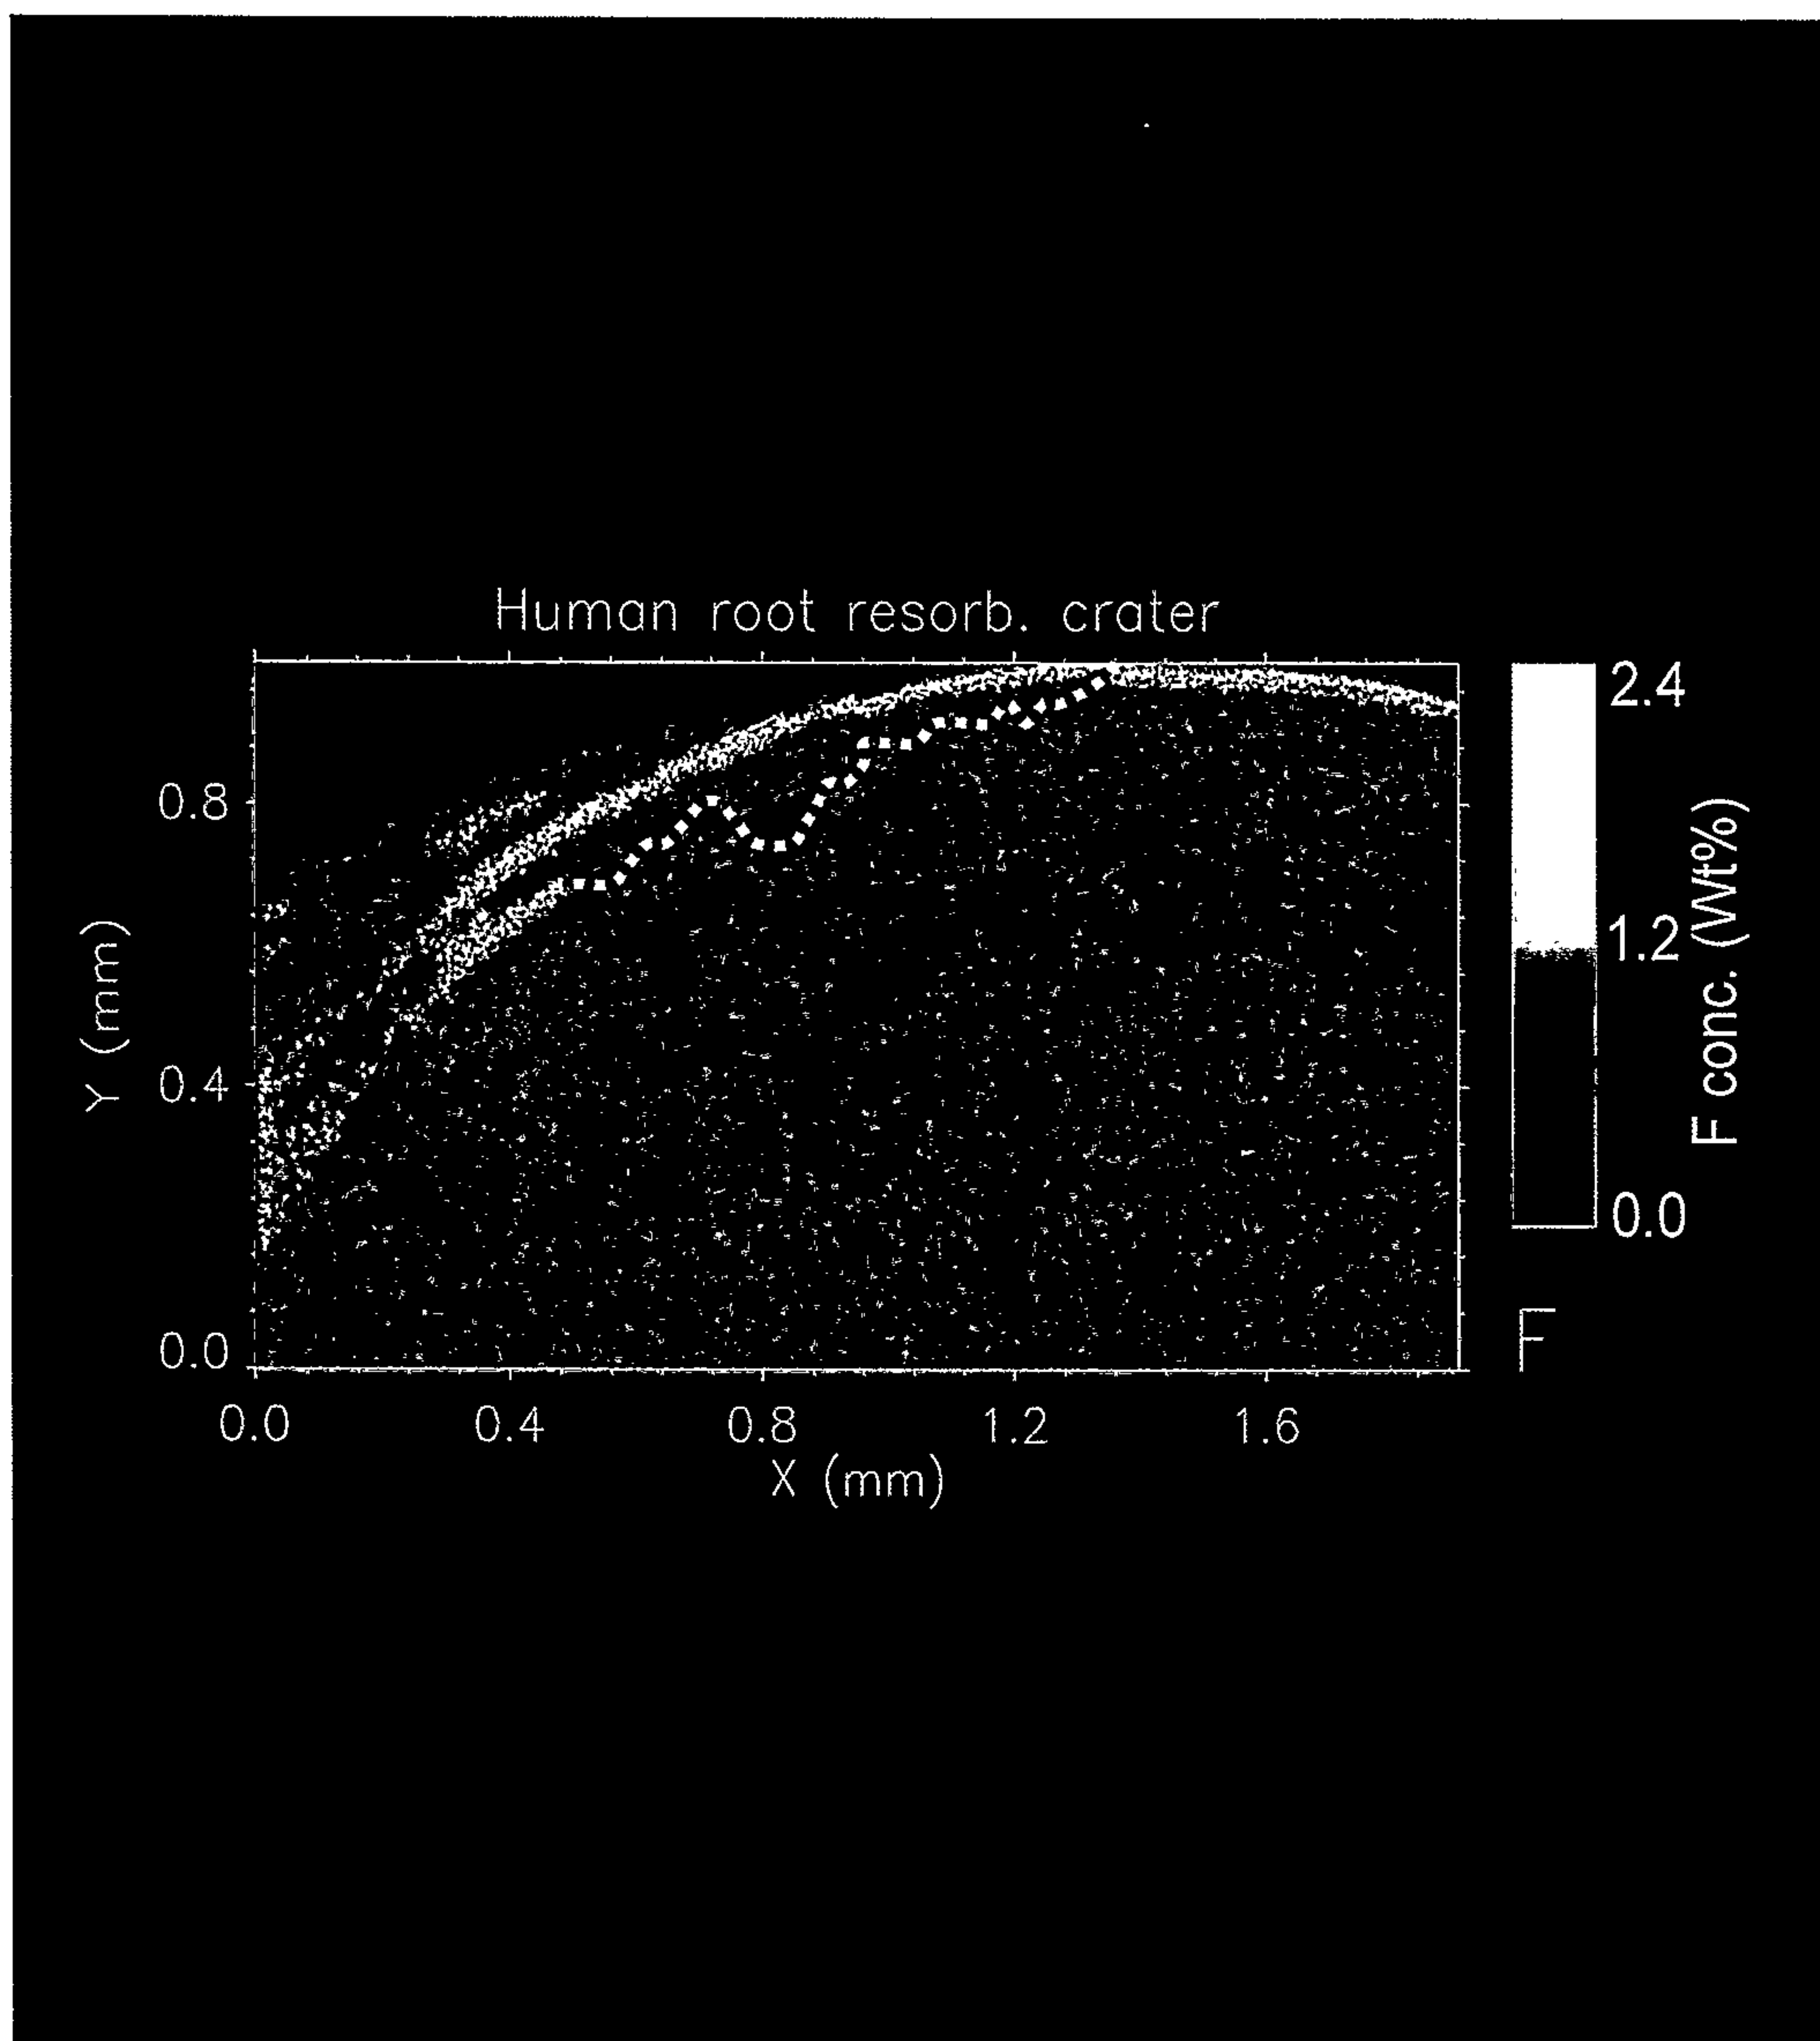 Human root resorb. crater
2.4
0.8
1.2
0.4
0.0
0.0
F
0.0 0.4 0.8 1.2 1.6
X (mm)
Y (mm)
F conc. (Wt%)